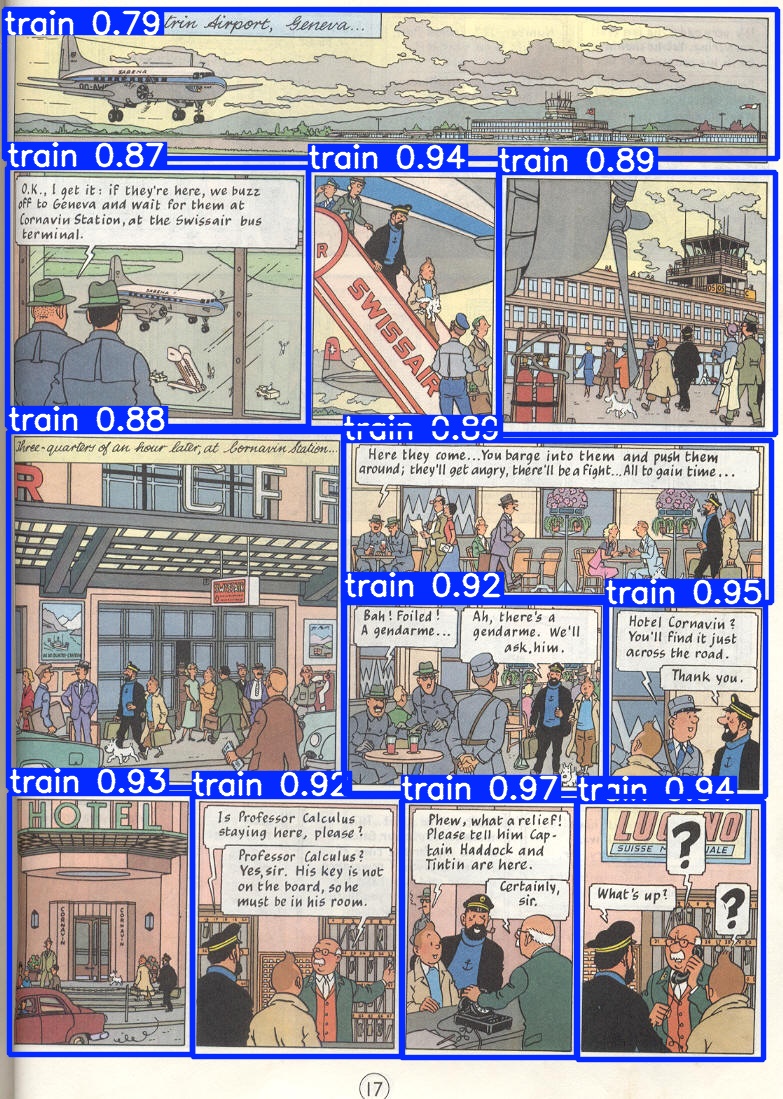 train 0.79
trin Airport, Geneva...
SABENA
OO-AW
train 0.87
O.K., I get it: if they're here, we buzz
off to Geneva and wait for them at
Cornavin Station, at the Swissair bus
terminal.
SABENA
train 0.94
R
SWISSAIR
train 0.89
train 0.88
Three-quarters of an hour later, at Cornavin Station...
R
CFF
SWISSAIR
train 0.89
Here they come...You barge into them and push them
around; they'll get angry, there'll be a fight...All to gain time...
train 0.92
Bah! Foiled!
A gendarme...
Ah, there's a
gendarme. We'll
ask him.
train 0.95
Hotel Cornavin?
You'll find it just
across the road.
Thank you.
train 0.93
HOTEL
CORNAVIN
CORNAVIN
train 0.92
Is Professor Calculus
staying here, please?
Professor Calculus?
Yes, sir. His key is not
on the board, so he
must be in his room.
train 0.97
Phew, what a relief!
Please tell him Cap-
tain Haddock and
Tintin are here.
Certainly,
sir.
train 0.94
LUGANO
SUISSE M NALE
?
What's up?
?
17